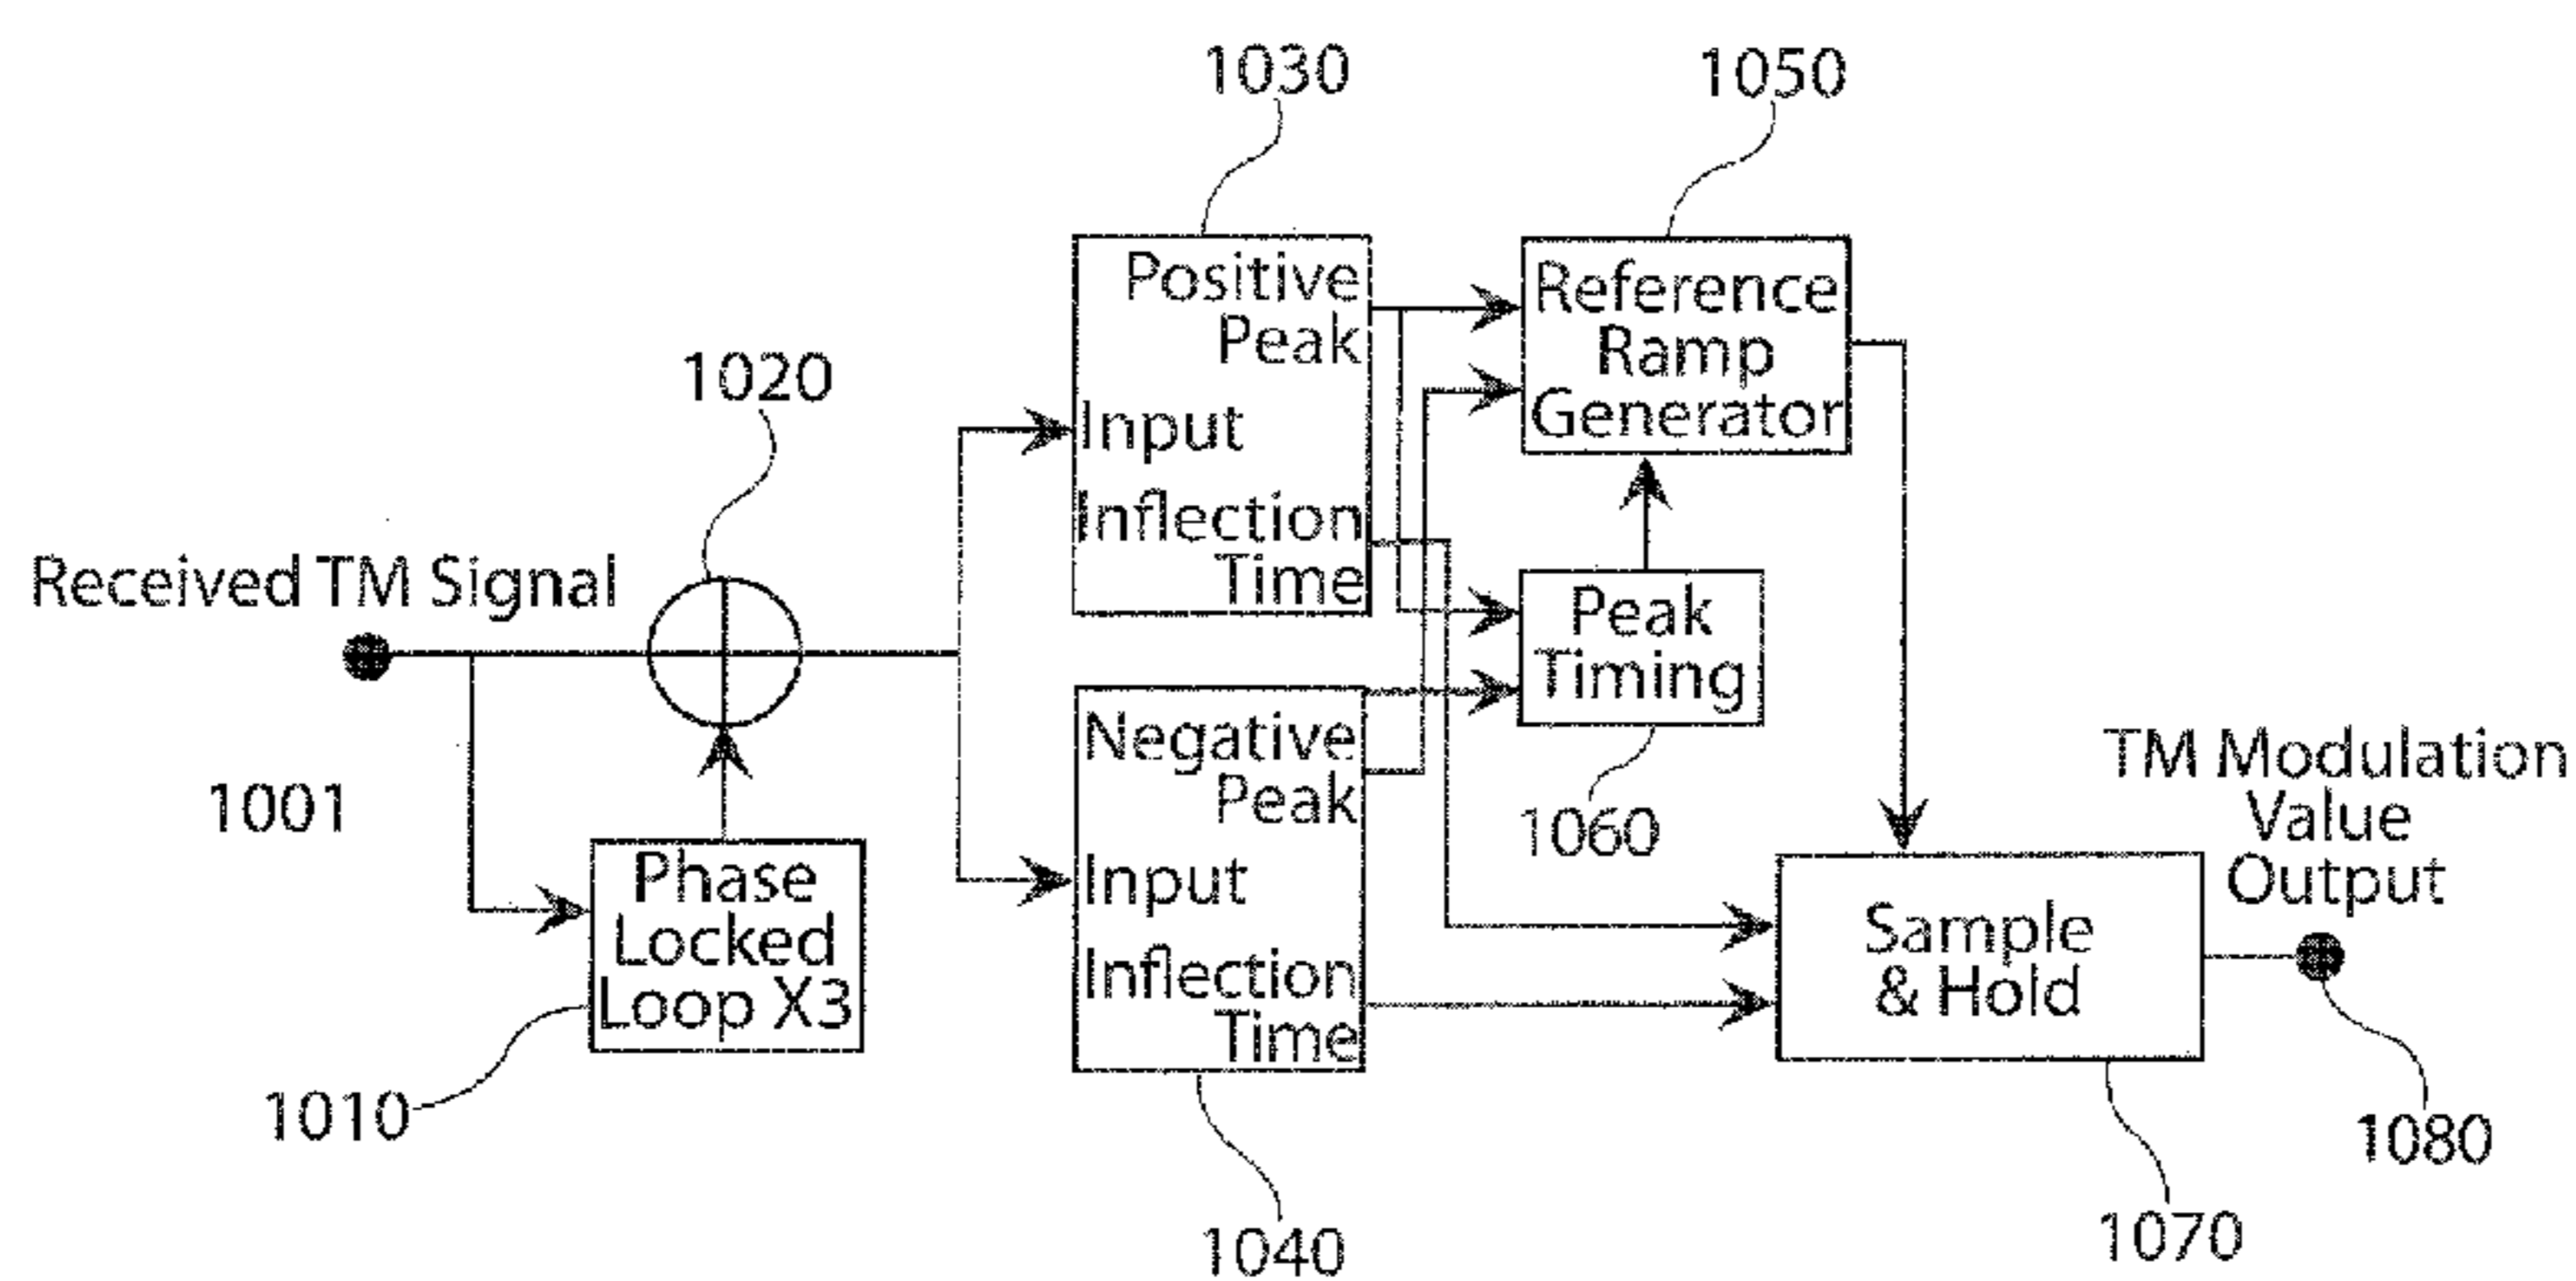 1030
1050
1020
Positive
Peak
Input
Inflection
Time
Reference
Ramp
Generator
Received TM Signal
Peak
Timing
1060
1001
Phase
Locked
Loop X3
1010
Negative
Peak
Input
Inflection
Time
1040
TM Modulation
Value
Output
Sample
& Hold
1080
1070